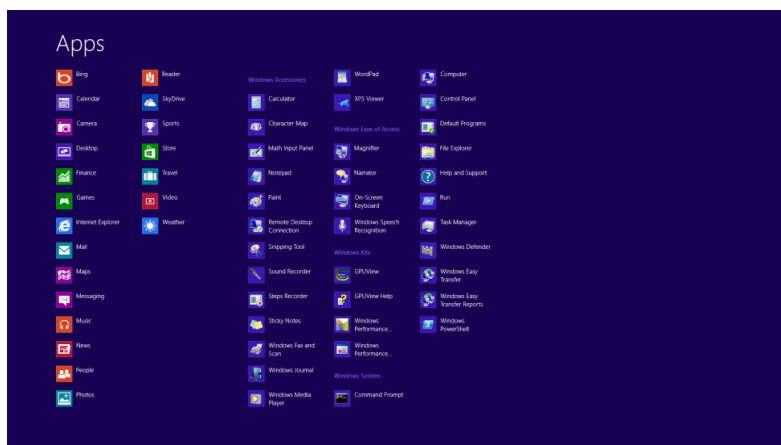 Apps
Bing
Calendar
Camera
Desktop
Finance
Games
Internet Explorer
Mail
Maps
Messaging
Music
News
People
Photos
Reader
SkyDrive
Sports
Store
Travel
Video
Weather
Windows Accessories
Calculator
Character Map
Math Input Panel
Notepad
Paint
Remote Desktop
Connection
Snipping Tool
Sound Recorder
Steps Recorder
Sticky Notes
Windows Fax and
Scan
Windows Journal
Windows Media
Player
WordPad
XPS Viewer
Windows Ease of Access
Magnifier
Narrator
On-Screen
Keyboard
Windows Speech
Recognition
Windows Kits
GPUView
GPUView Help
Windows
Performance...
Windows
Performance...
Windows System
Command Prompt
Computer
Control Panel
Default Programs
File Explorer
Help and Support
Run
Task Manager
Windows Defender
Windows Easy
Transfer
Windows Easy
Transfer Reports
Windows
PowerShell